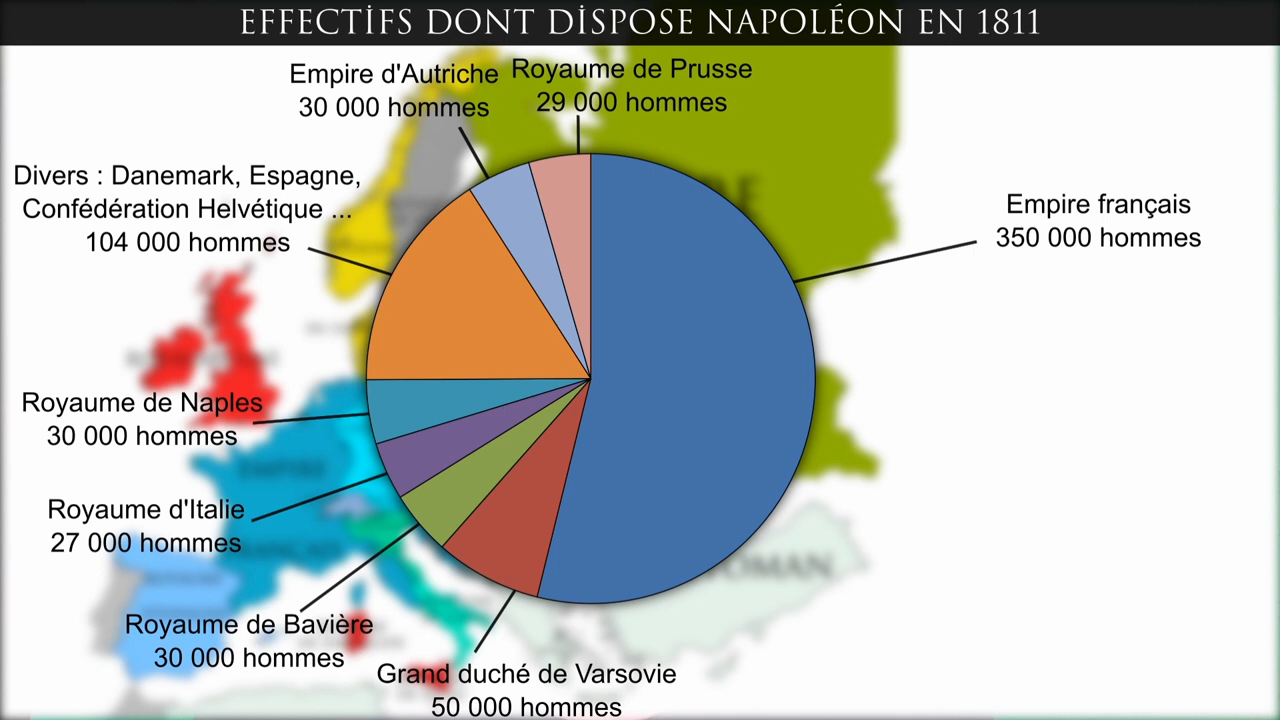 EFFECTİFS DONT DİSPOSE NAPOLÉON EN 1811
Empire d'Autriche
30 000 hommes
Royaume de Prusse
29 000 hommes
Divers : Danemark, Espagne,
Confédération Helvétique ...
104 000 hommes
Empire français
350 000 hommes
Royaume de Naples
30 000 hommes
Royaume d'Italie
27 000 hommes
Royaume de Bavière
30 000 hommes
Grand duché de Varsovie
50 000 hommes
EMPIRE